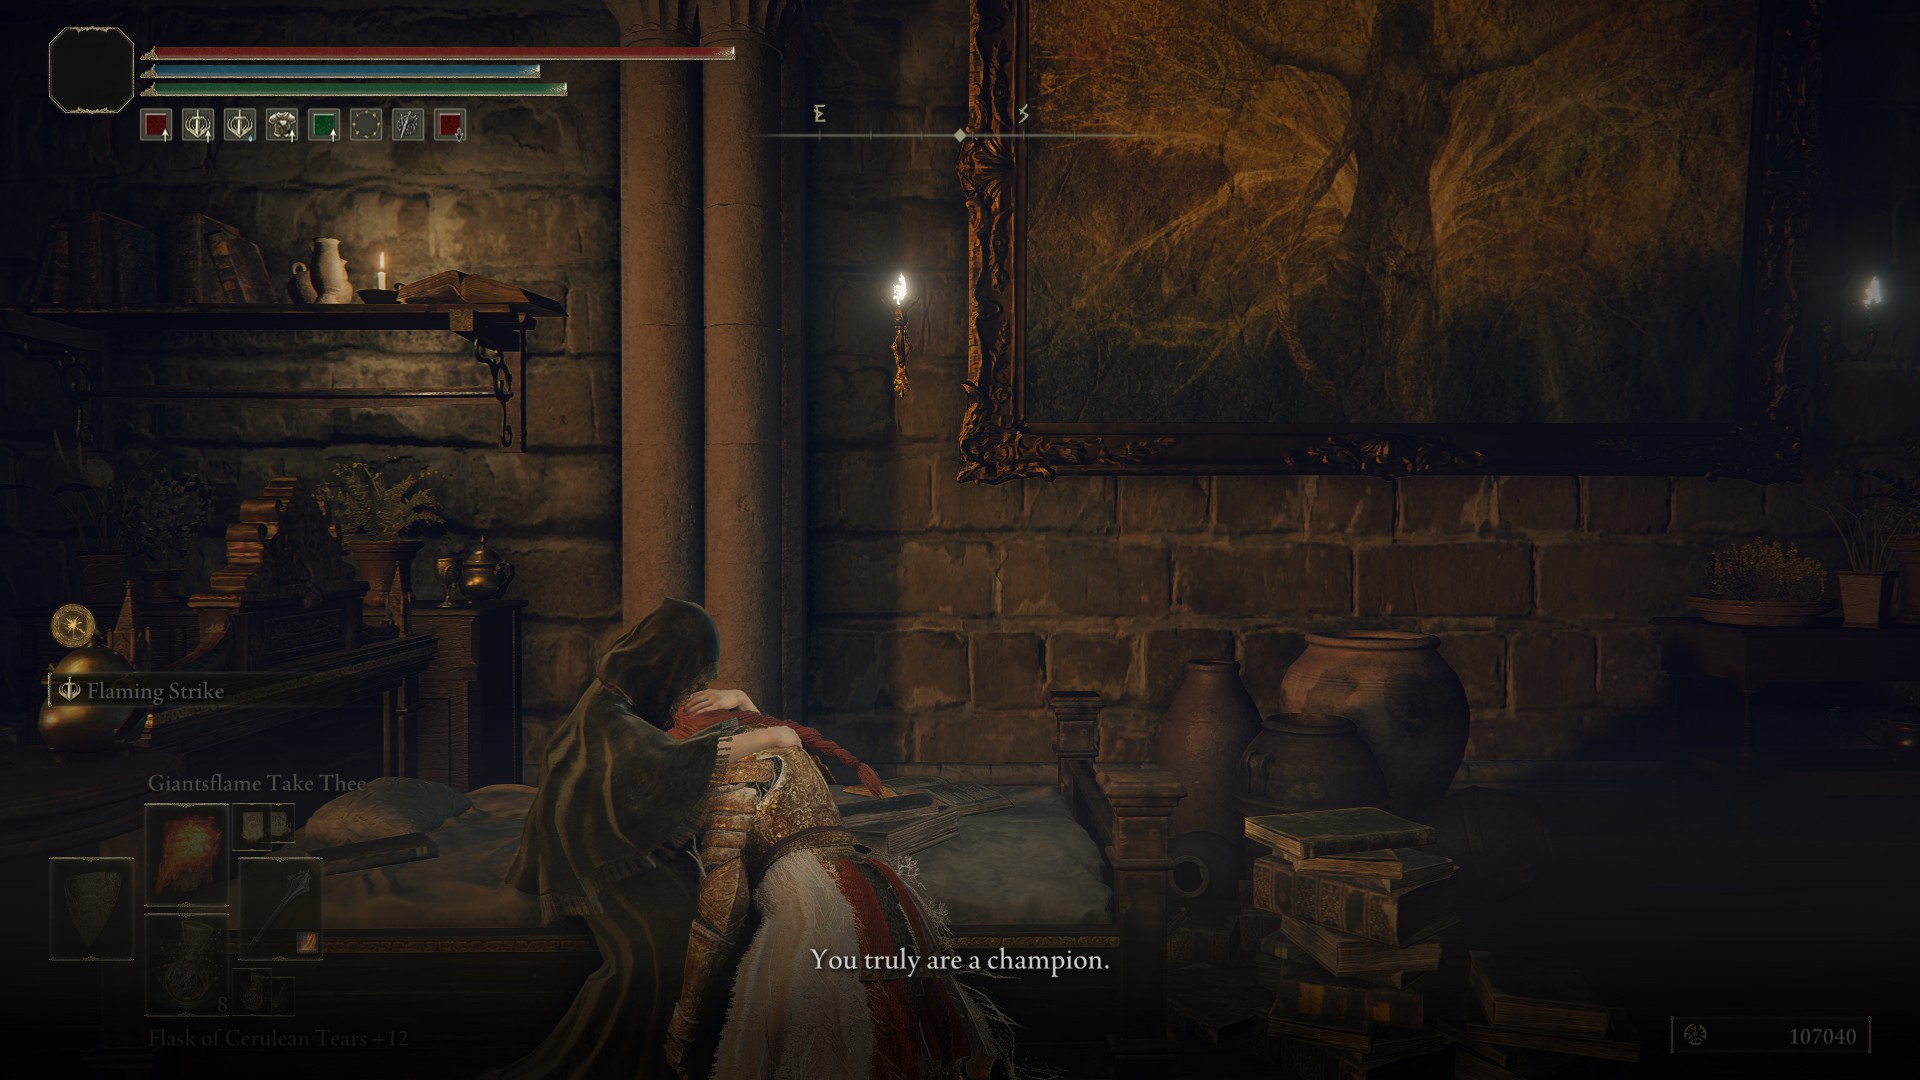 E
S
Flaming Strike
Giantsflame Take Thee
8
You truly are a champion.
Flask of Cerulean Tears +12
107040